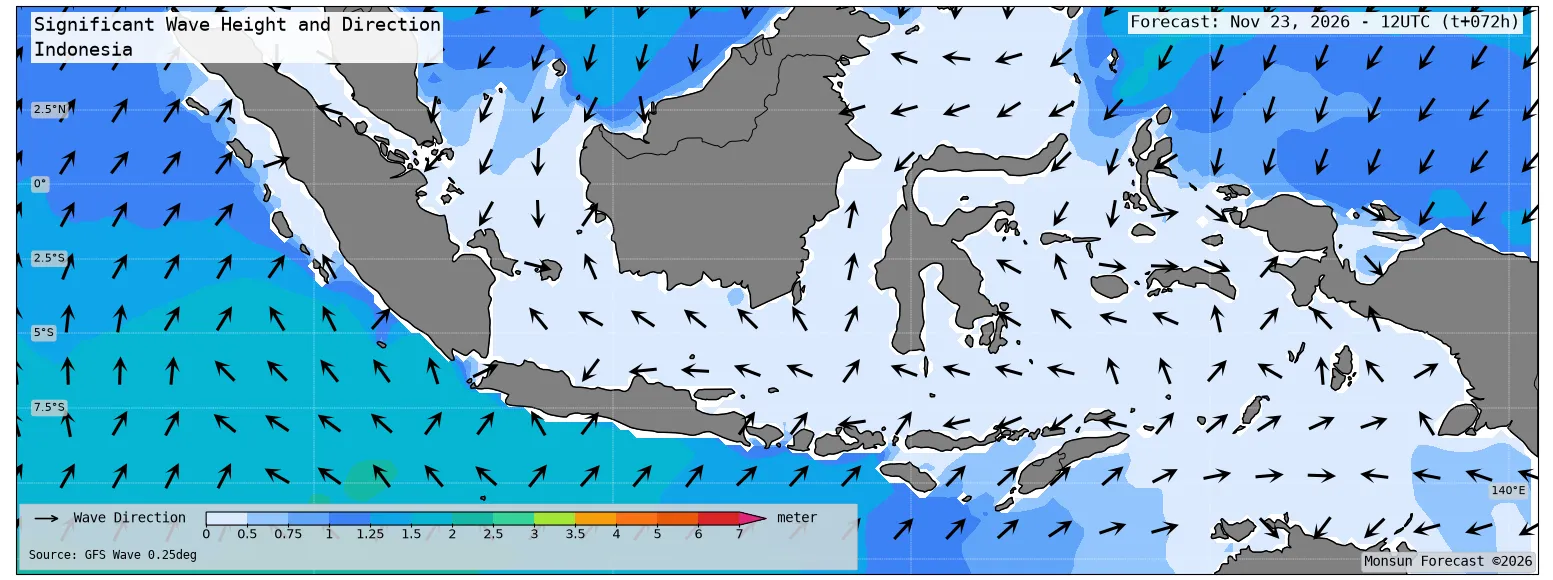 Significant Wave Height and Direction
Indonesia
Forecast: Nov 23, 2026 - 12UTC (t+072h)
2.5°N
0°
2.5°S
5°S
7.5°S
140°E
Wave Direction
0 0.5 0.75 1 1.25 1.5 2 2.5 3 3.5 4 5 6 7
meter
Source: GFS Wave 0.25deg
Monsun Forecast ©2026